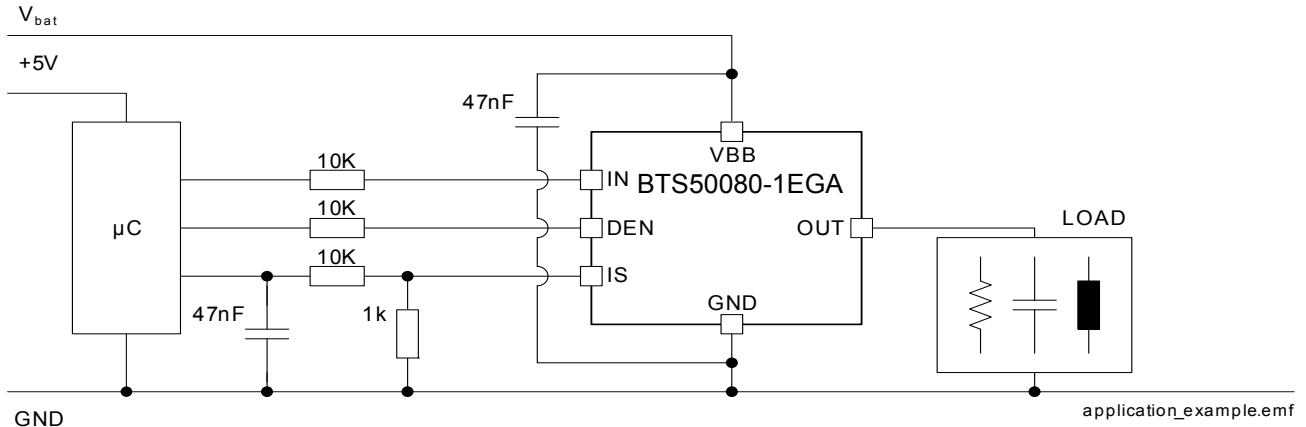 Vbat
+5V
47nF
VBB
10K
IN
BTS50080-1EGA
10K
µC
DEN
OUT
LOAD
10K
IS
47nF
1k
GND
GND
application_example.emf